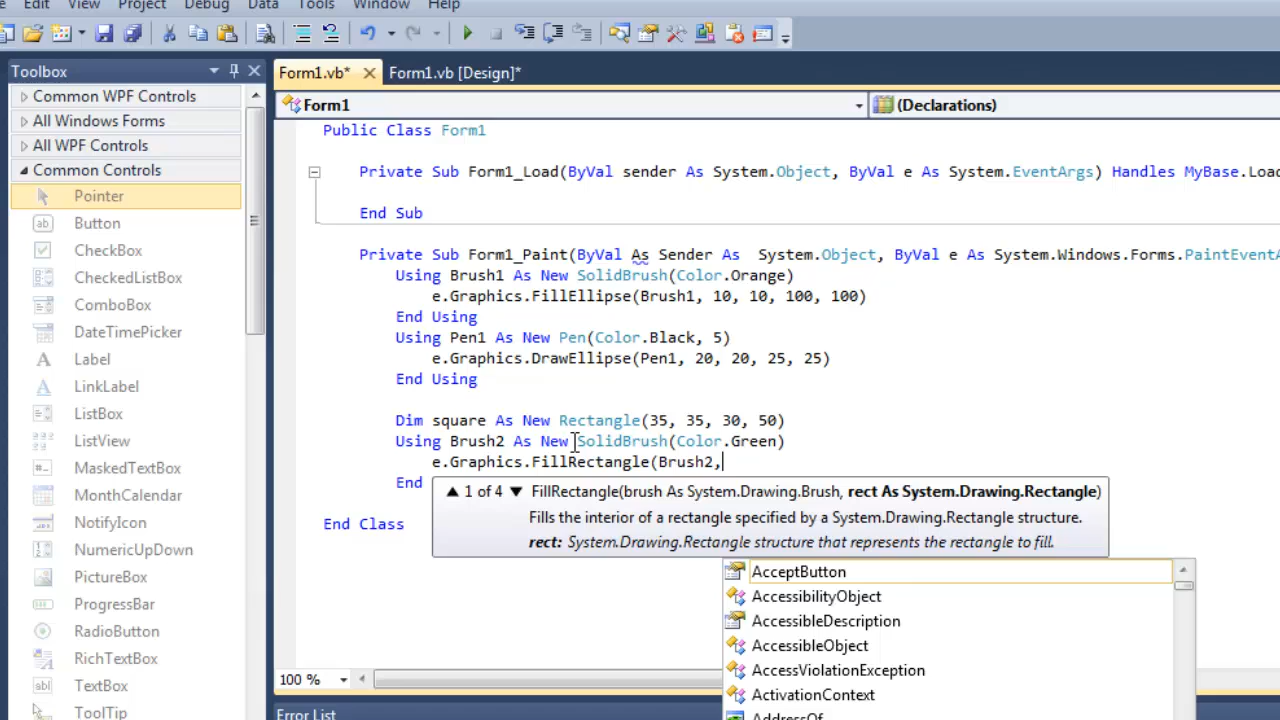 Edit View Project Debug Data Tools Window Help
Toolbox
Form1.vb* Form1.vb [Design]*
Common WPF Controls
Form1 (Declarations)
All Windows Forms
Public Class Form1
All WPF Controls
Common Controls
Private Sub Form1_Load(ByVal sender As System.Object, ByVal e As System.EventArgs) Handles MyBase.Load
Pointer
End Sub
Button
CheckBox
Private Sub Form1_Paint(ByVal As Sender As System.Object, ByVal e As System.Windows.Forms.PaintEventA
CheckedListBox
Using Brush1 As New SolidBrush(Color.Orange)
ComboBox
e.Graphics.FillEllipse(Brush1, 10, 10, 100, 100)
End Using
DateTimePicker
Using Pen1 As New Pen(Color.Black, 5)
Label
e.Graphics.DrawEllipse(Pen1, 20, 20, 25, 25)
LinkLabel
End Using
ListBox
Dim square As New Rectangle(35, 35, 30, 50)
ListView
Using Brush2 As New SolidBrush(Color.Green)
MaskedTextBox
e.Graphics.FillRectangle(Brush2,
End
MonthCalendar
1 of 4 FillRectangle(brush As System.Drawing.Brush, rect As System.Drawing.Rectangle)
Fills the interior of a rectangle specified by a System.Drawing.Rectangle structure.
rect: System.Drawing.Rectangle structure that represents the rectangle to fill.
NotifyIcon
End Class
NumericUpDown
PictureBox
AcceptButton
ProgressBar
AccessibilityObject
RadioButton
AccessibleDescription
RichTextBox
AccessibleObject
AccessViolationException
TextBox
100 %
ActivationContext
ToolTip
Error List
AddressOf